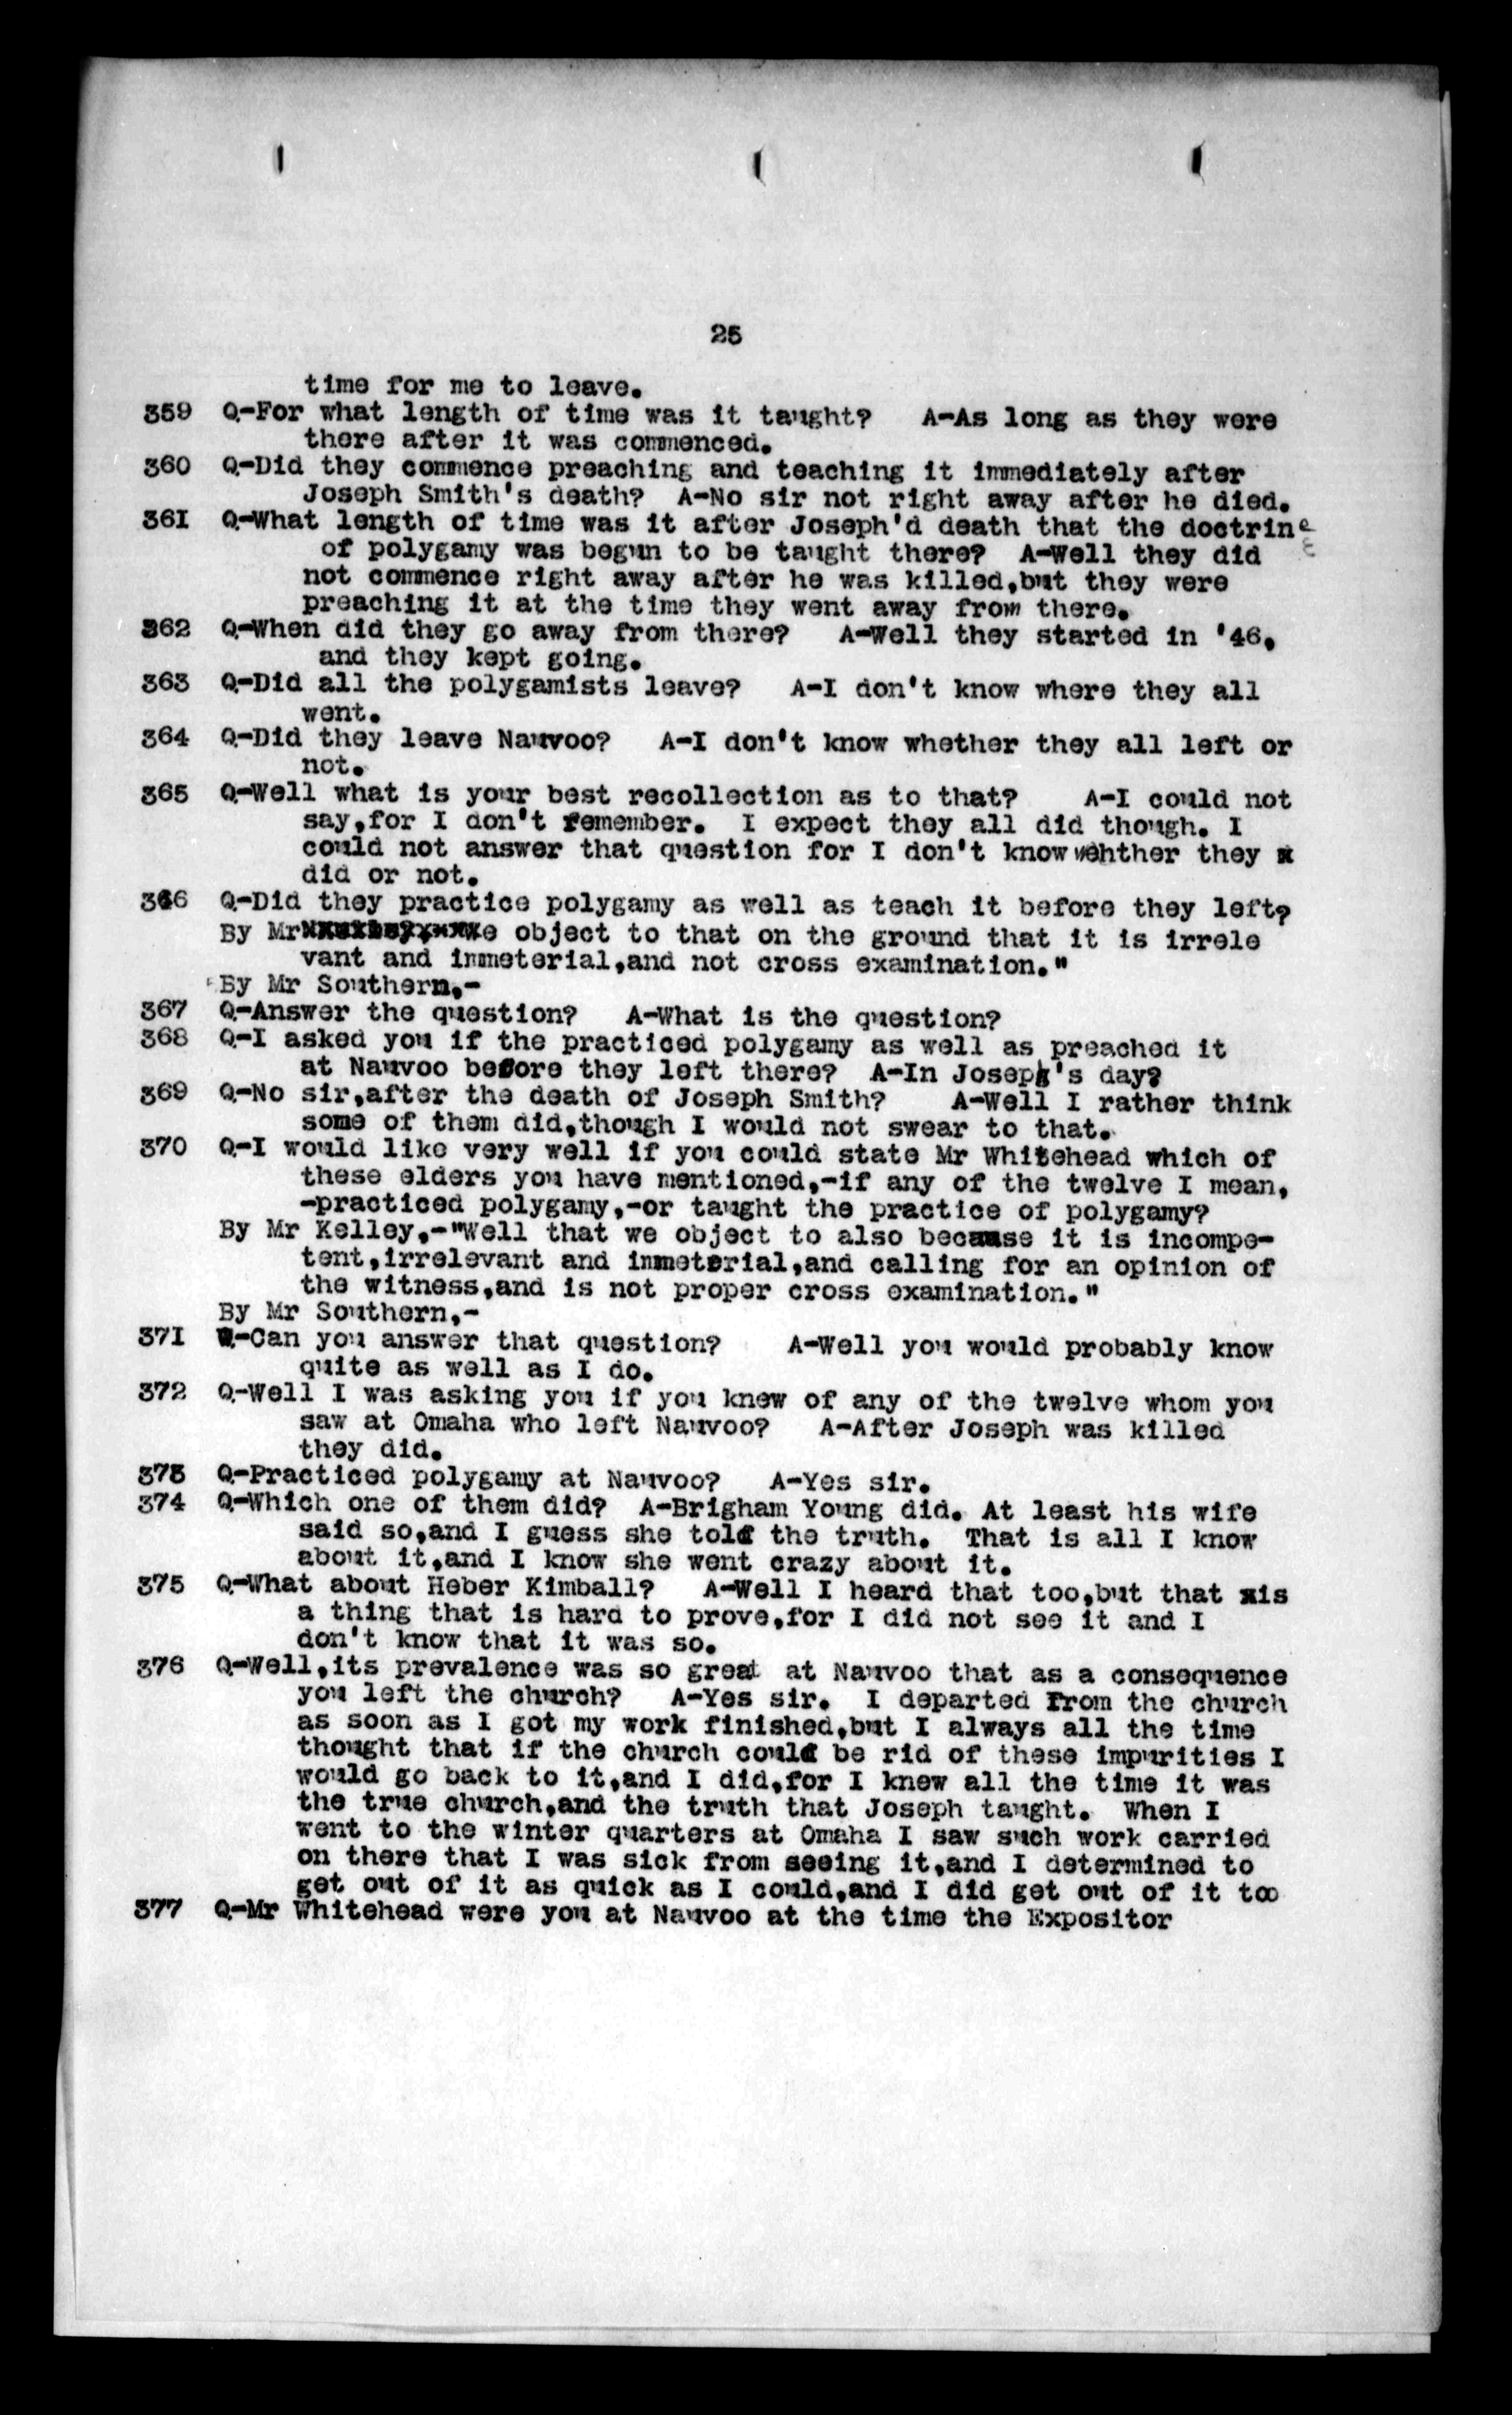 25
time for me to leave.
359 Q-For what length of time was it taught? A-As long as they were
there after it was commenced.
360 Q-Did they commence preaching and teaching it immediately after
Joseph Smith's death? A-No sir not right away after he died.
361 Q-What length of time was it after Joseph'd death that the doctrine
of polygamy was begun to be taught there? A-Well they did
not commence right away after he was killed,but they were
preaching it at the time they went away from there.
362 Q-When did they go away from there? A-Well they started in '46,
and they kept going.
363 Q-Did all the polygamists leave? A-I don't know where they all
went.
364 Q-Did they leave Nauvoo? A-I don't know whether they all left or
not.
365 Q-Well what is your best recollection as to that? A-I could not
say,for I don't remember. I expect they all did though. I
could not answer that question for I don't know wehther they x
did or not.
366 Q-Did they practice polygamy as well as teach it before they left?
By Mr e object to that on the ground that it is irrele
vant and immeterial,and not cross examination."
By Mr Southern,-
367 Q-Answer the question? A-What is the question?
368 Q-I asked you if the practiced polygamy as well as preached it
at Nauvoo before they left there? A-In Joseph's day?
369 Q-No sir,after the death of Joseph Smith? A-Well I rather think
some of them did,though I would not swear to that.
370 Q-I would like very well if you could state Mr Whitehead which of
these elders you have mentioned,-if any of the twelve I mean,
-practiced polygamy,-or taught the practice of polygamy?
By Mr Kelley,-"Well that we object to also because it is incompe-
tent,irrelevant and immeterial,and calling for an opinion of
the witness,and is not proper cross examination."
By Mr Southern,-
371 Q-Can you answer that question? A-Well you would probably know
quite as well as I do.
372 Q-Well I was asking you if you knew of any of the twelve whom you
saw at Omaha who left Nauvoo? A-After Joseph was killed
they did.
373 Q-Practiced polygamy at Nauvoo? A-Yes sir.
374 Q-Which one of them did? A-Brigham Young did. At least his wife
said so,and I guess she told the truth. That is all I know
about it,and I know she went crazy about it.
375 Q-What about Heber Kimball? A-Well I heard that too,but that xis
a thing that is hard to prove,for I did not see it and I
don't know that it was so.
376 Q-Well,its prevalence was so great at Nauvoo that as a consequence
you left the church? A-Yes sir. I departed from the church
as soon as I got my work finished,but I always all the time
thought that if the church could be rid of these impurities I
would go back to it,and I did,for I knew all the time it was
the true church,and the truth that Joseph taught. When I
went to the winter quarters at Omaha I saw such work carried
on there that I was sick from seeing it,and I determined to
get out of it as quick as I could,and I did get out of it too
377 Q-Mr Whitehead were you at Nauvoo at the time the Expositor